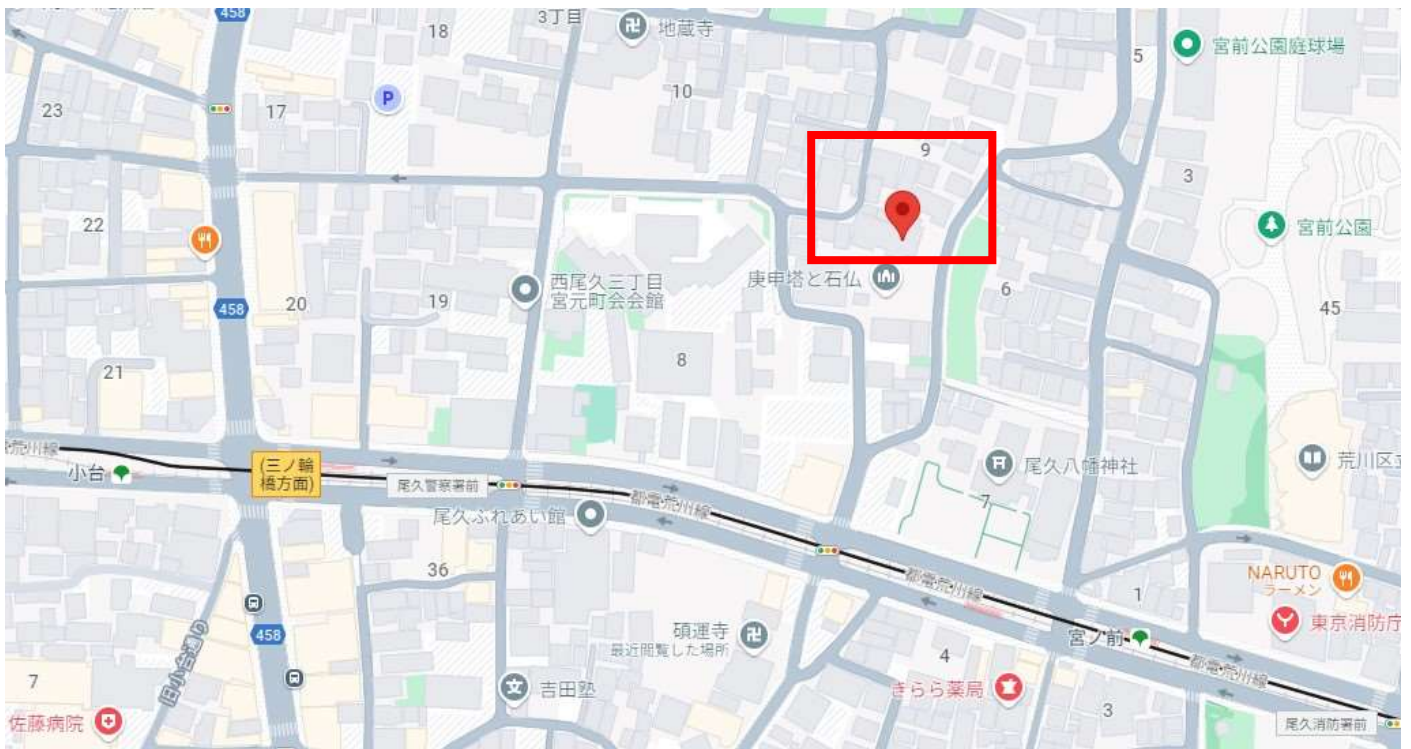 458
3丁目
地蔵寺
18
宮前公園庭球場
5
23
17
P
10
9
3
22
宮前公園
西尾久三丁目
宮元町会会館
庚申塔と石仏
6
20
458
19
45
8
21
荒川線
小台
(三ノ輪
橋方面)
尾久警察署前
尾久八幡神社
荒川区立
7
尾久ふれあい館
都電荒川線
36
都電荒川線
1
NARUTO
ラーメン
458
碩運寺
最近閲覧した場所
宮ノ前
東京消防庁
旧小台通り
4
都電荒川線
7
吉田塾
きらら薬局
3
佐藤病院
尾久消防署前